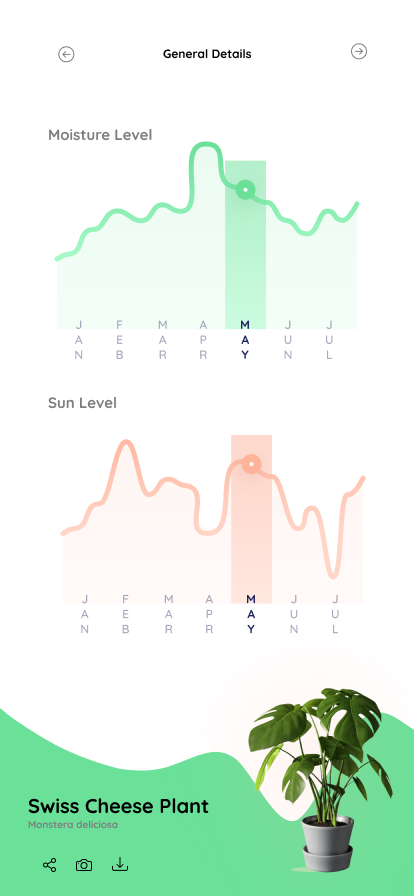 General Details
Moisture Level
J F M A M J J
A E A P A U U
N B R R Y N L
Sun Level
J F M A M J J
A E A P A U U
N B R R Y N L
Swiss Cheese Plant
Monstera deliciosa